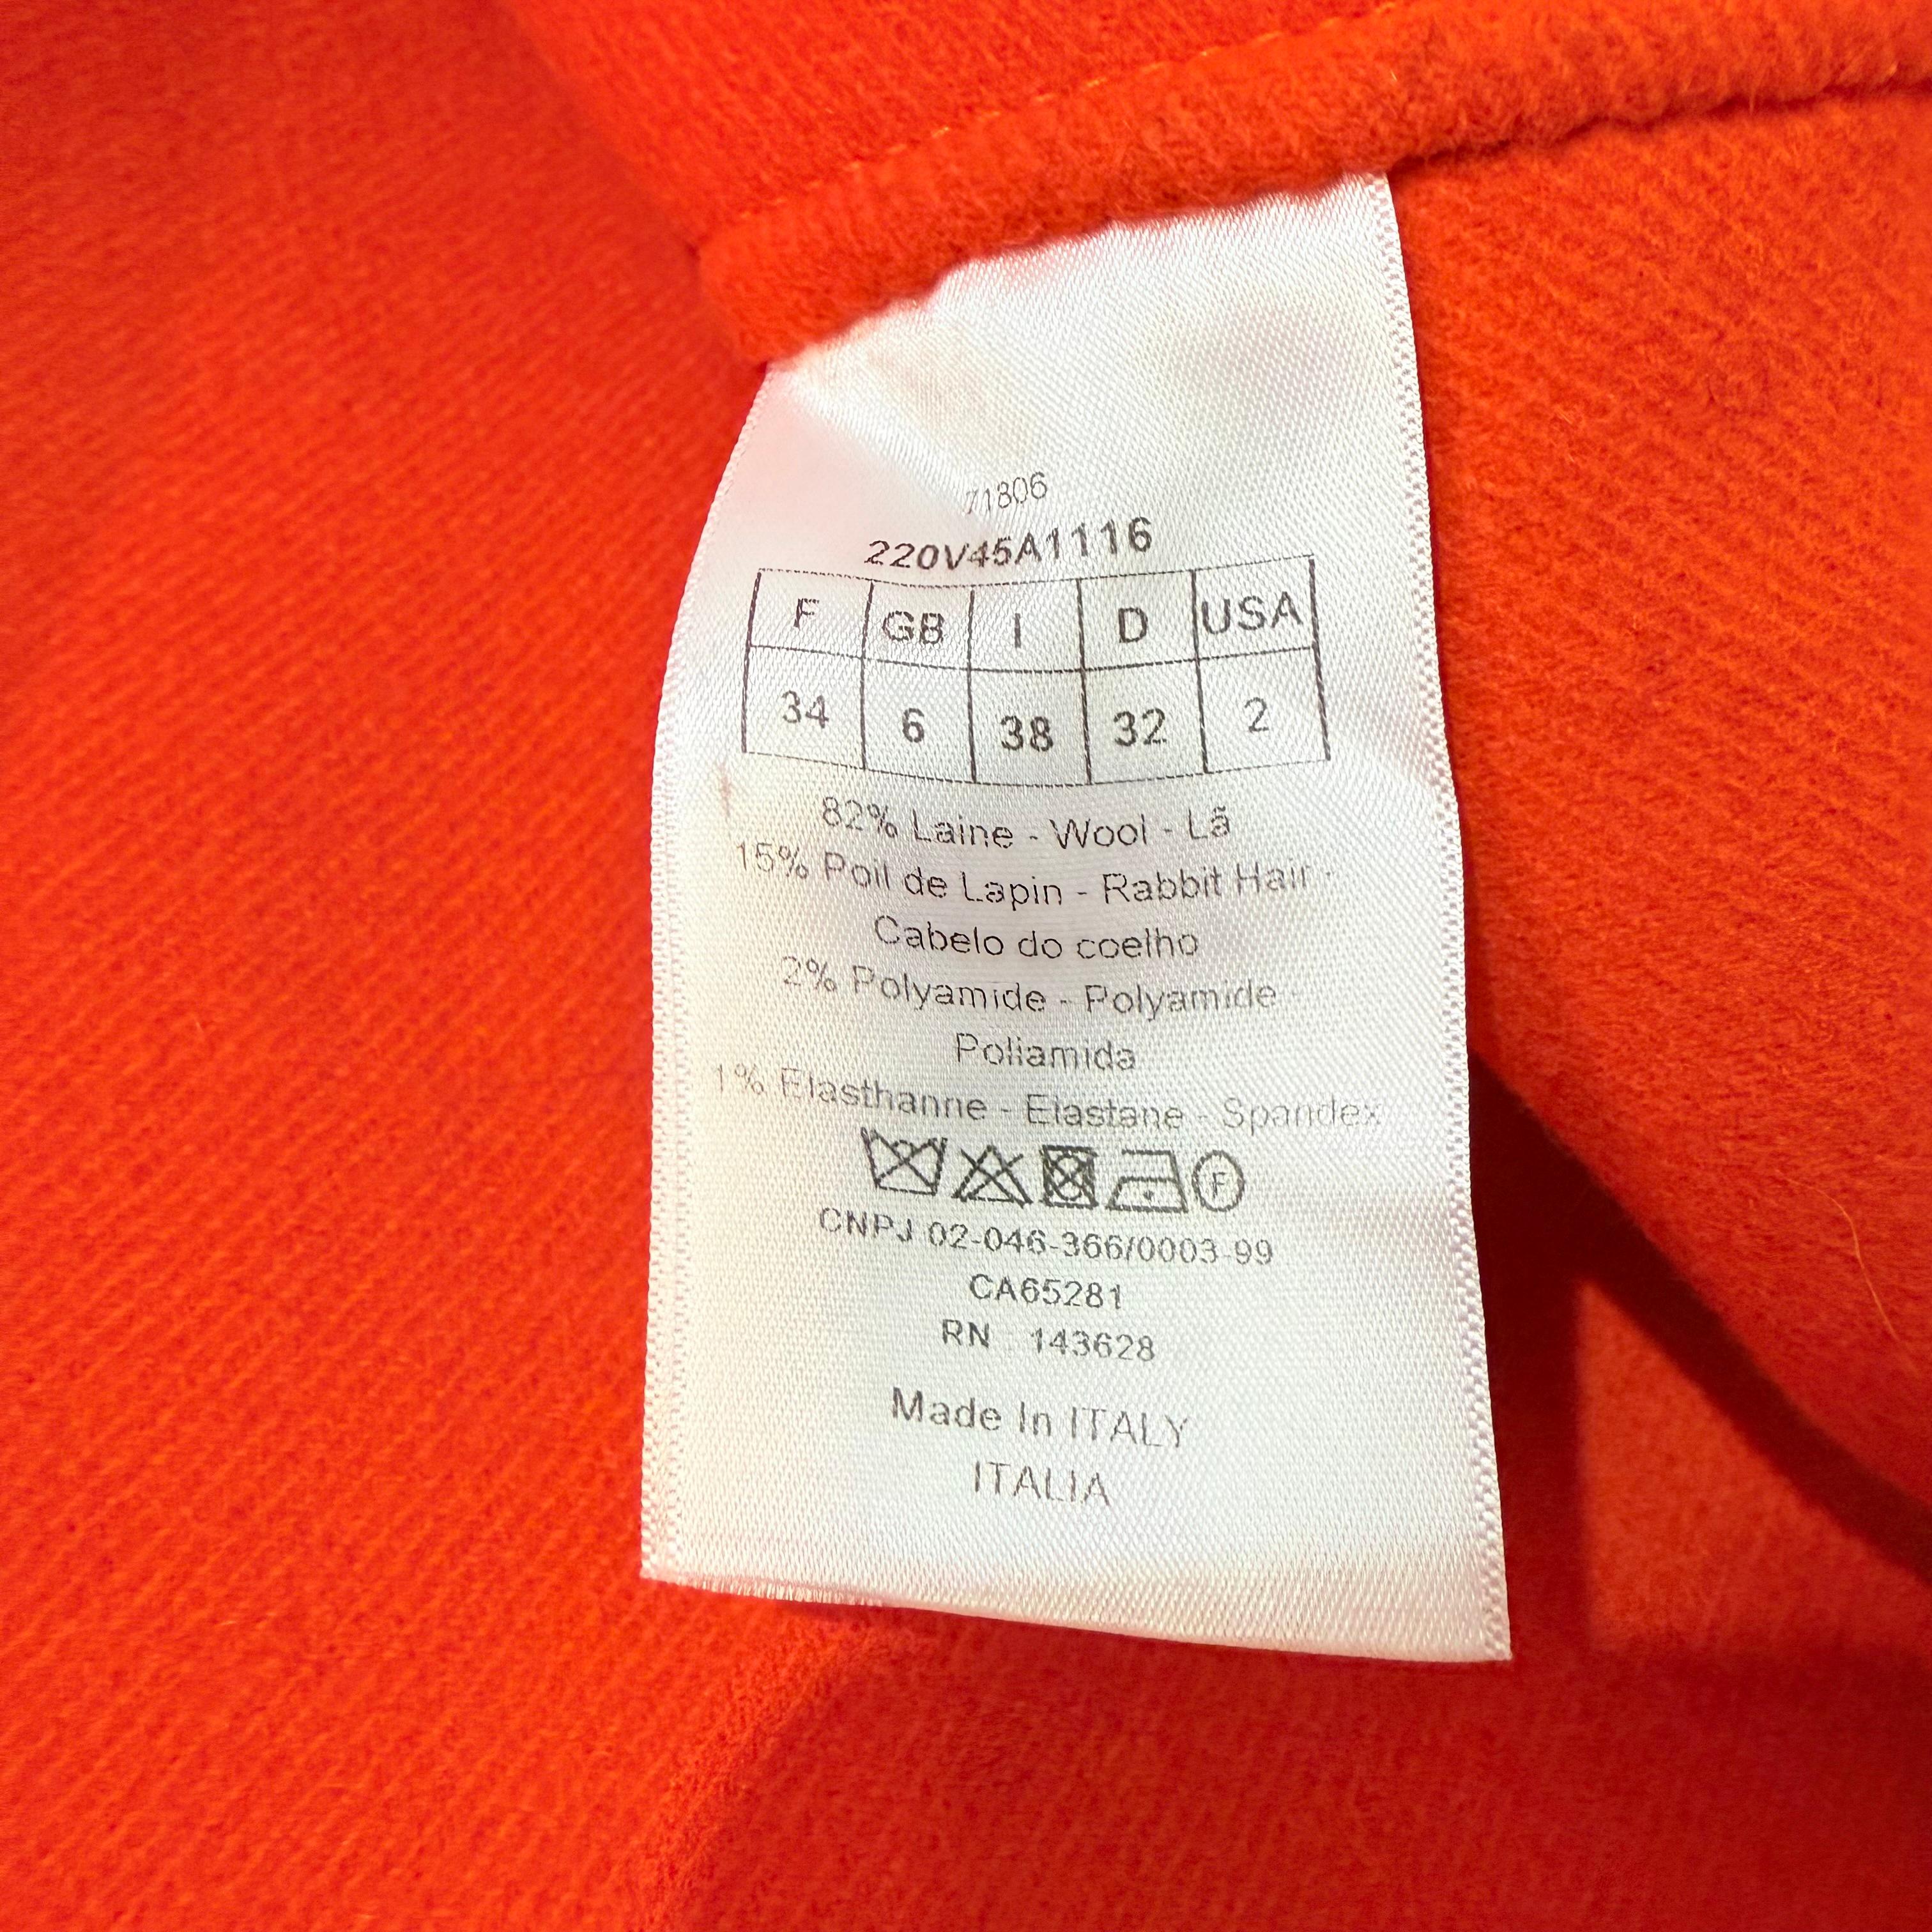 71806
220V45A1116
F GB I D USA
34 6 38 32 2
82% Laine - Wool - Lã
15% Poil de Lapin - Rabbit Hair -
Cabelo do coelho
2% Polyamide - Polyamide -
Poliamida
1% Elasthanne - Elastane - Spandex
F
CNPJ 02-046-366/0003-99
CA65281
RN : 143628
Made In ITALY
ITALIA